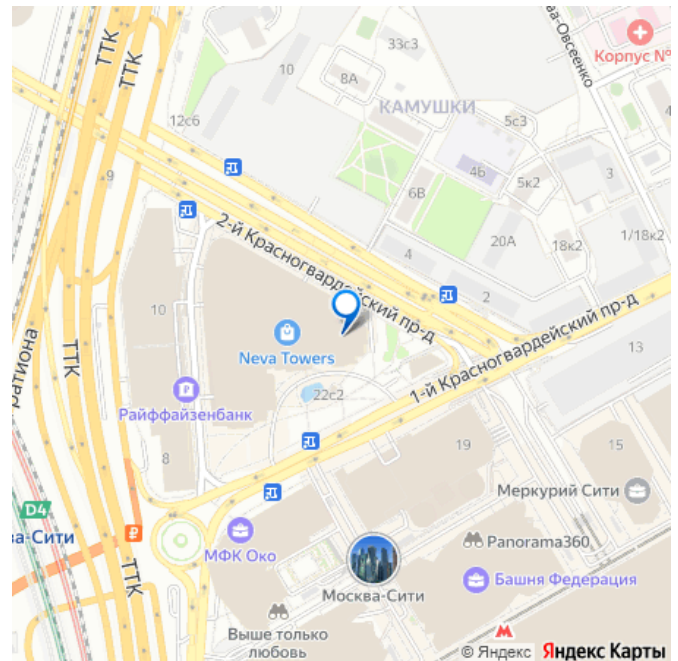 ТТК
ТТК
33с3
ва-Овсеенко
Корпус №
10
8А
КАМУШКИ
12с6
5с3
4Б
5к2
3
9
6В
20А
18к2
1/18к2
4
2
2-й Красногвардейский пр-д
10
Neva Towers
1-й Красногвардейский пр-д
13
ратиона
ТТК
22с2
Райффайзенбанк
8
19
15
Меркурий Сити
D4
ва-Сити
МФК Око
Panorama360
Башня Федерация
ТТК
Москва-Сити
Выше только
любовь
© Яндекс Яндекс Карты